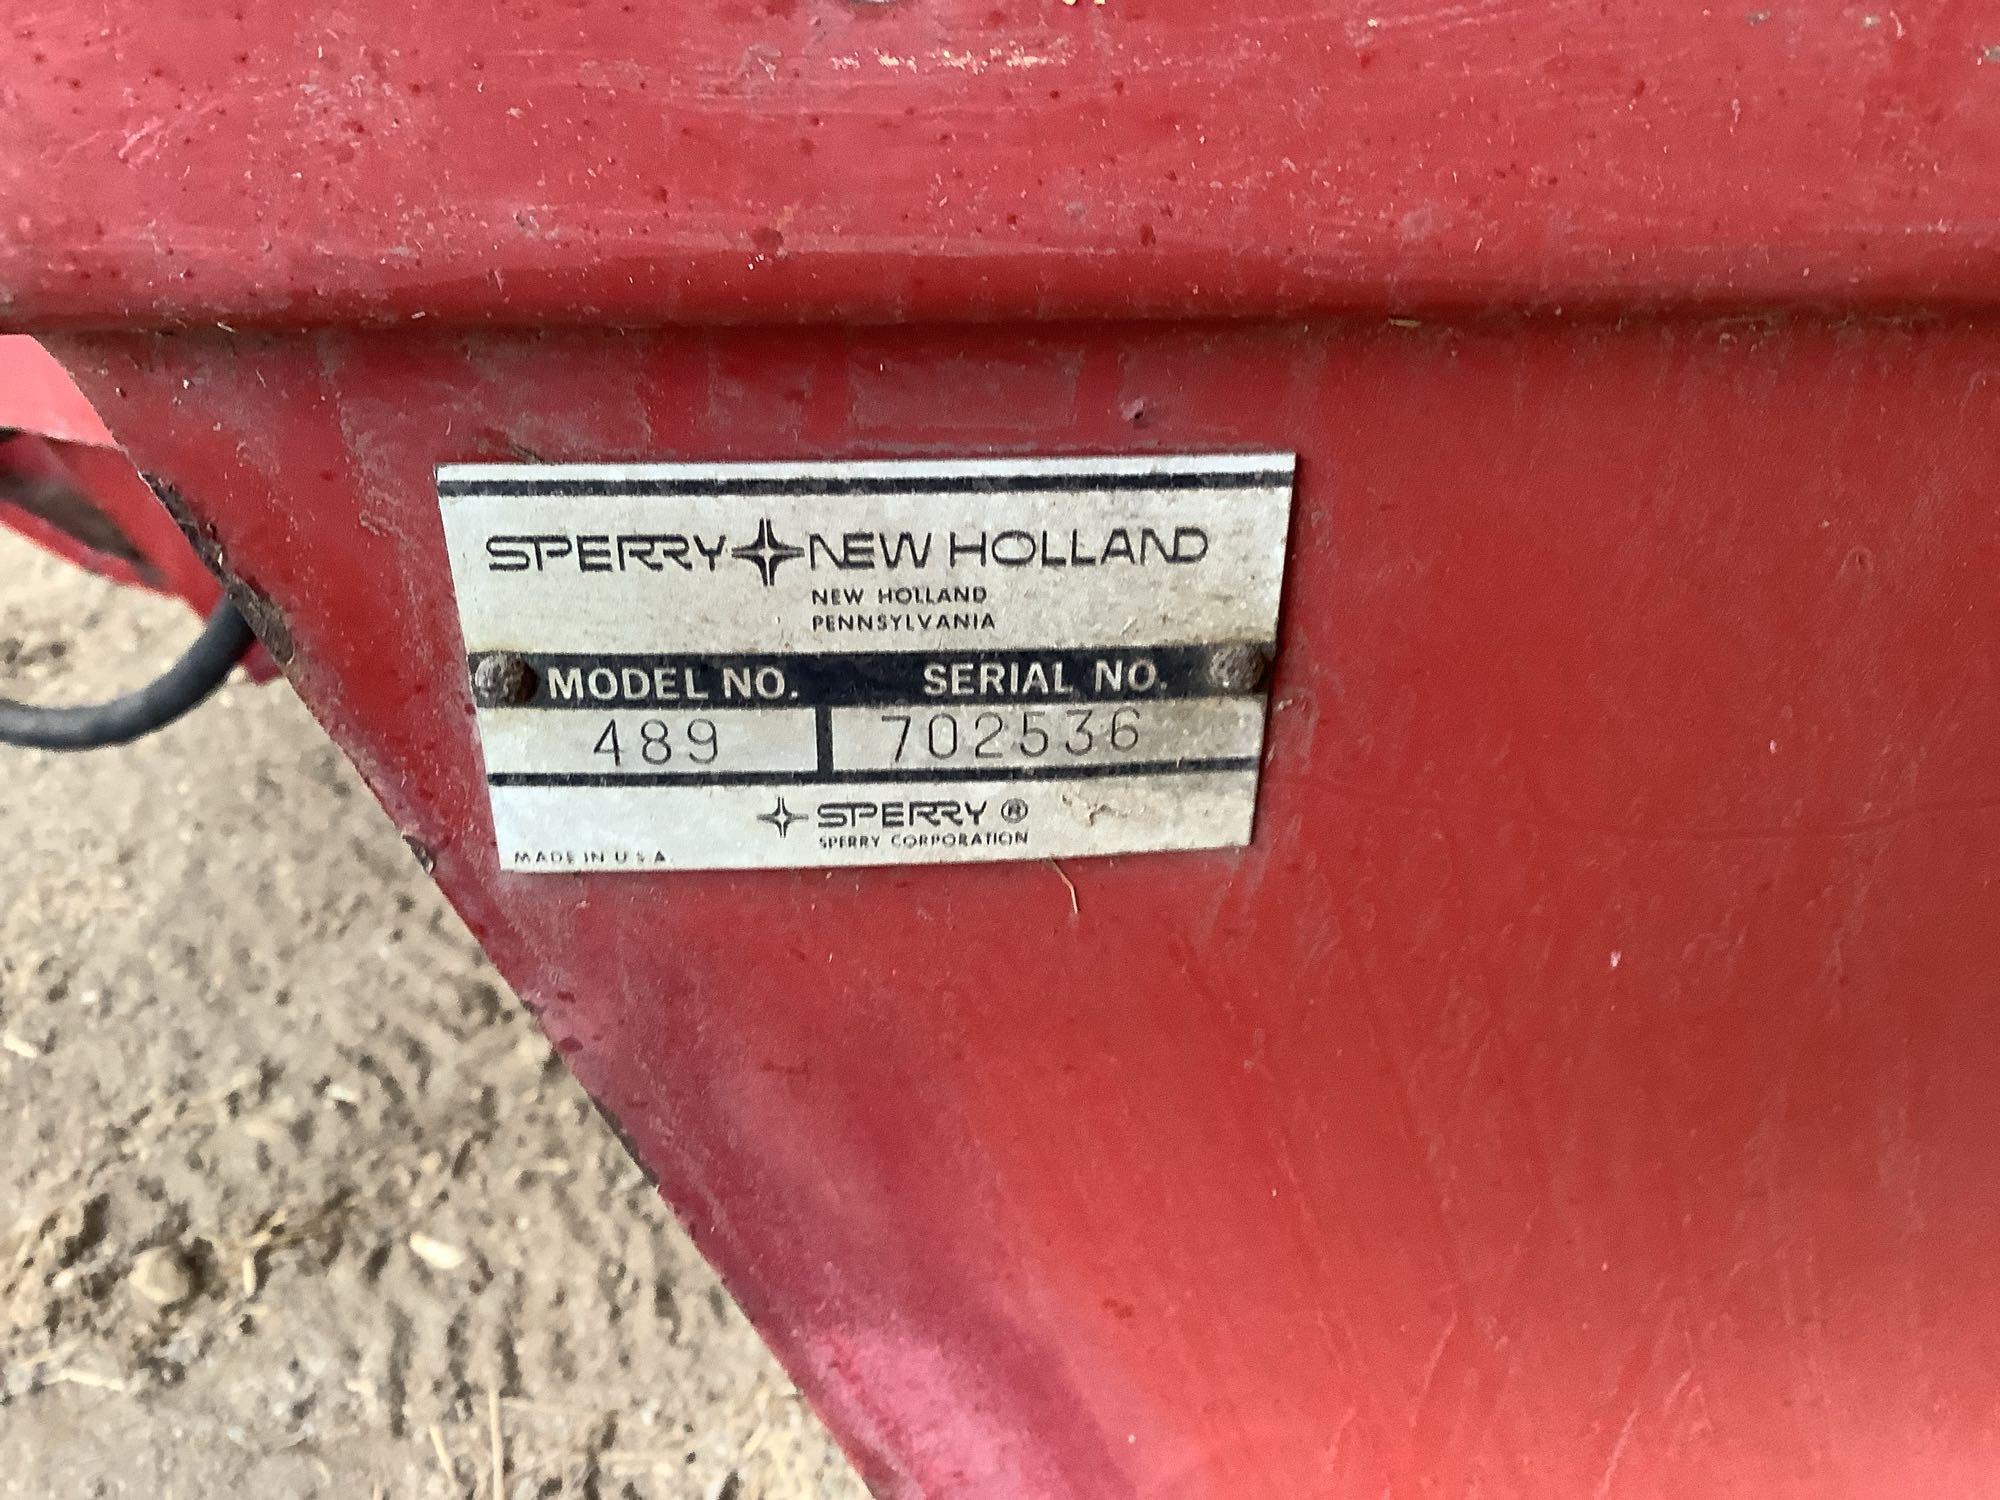 SPERRY NEW HOLLAND
NEW HOLLAND
PENNSYLVANIA
MODEL NO. SERIAL NO.
489 702536
SPERRY ®
SPERRY CORPORATION
MADE IN U.S.A.